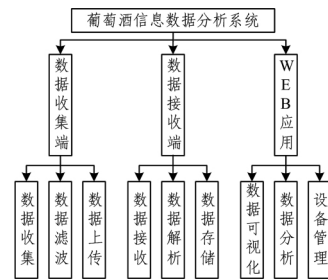 葡萄酒信息数据分析系统
数据收集端
数据接收端
WEB应用
数据收集
数据滤波
数据上传
数据接收
数据解析
数据存储
数据可视化
数据分析
设备管理